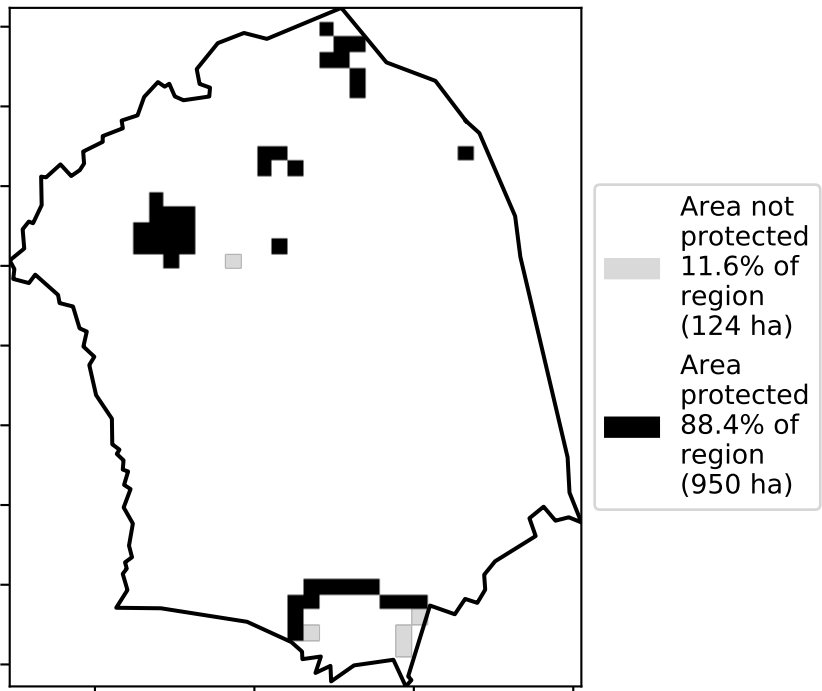 Area not
protected
11.6% of
region
(124 ha)
Area
protected
88.4% of
region
(950 ha)